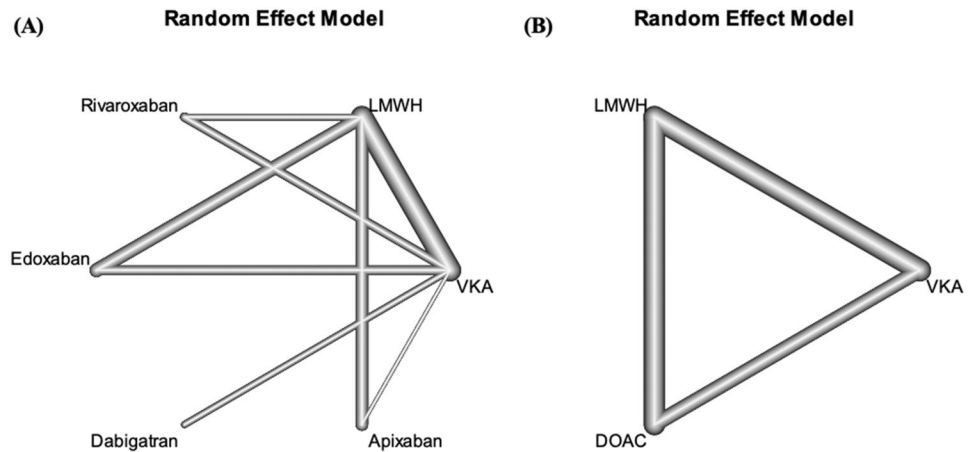 (A)
Random Effect Model
Rivaroxaban
LMWH
Edoxaban
VKA
Dabigatran
Apixaban
(B)
Random Effect Model
LMWH
VKA
DOAC